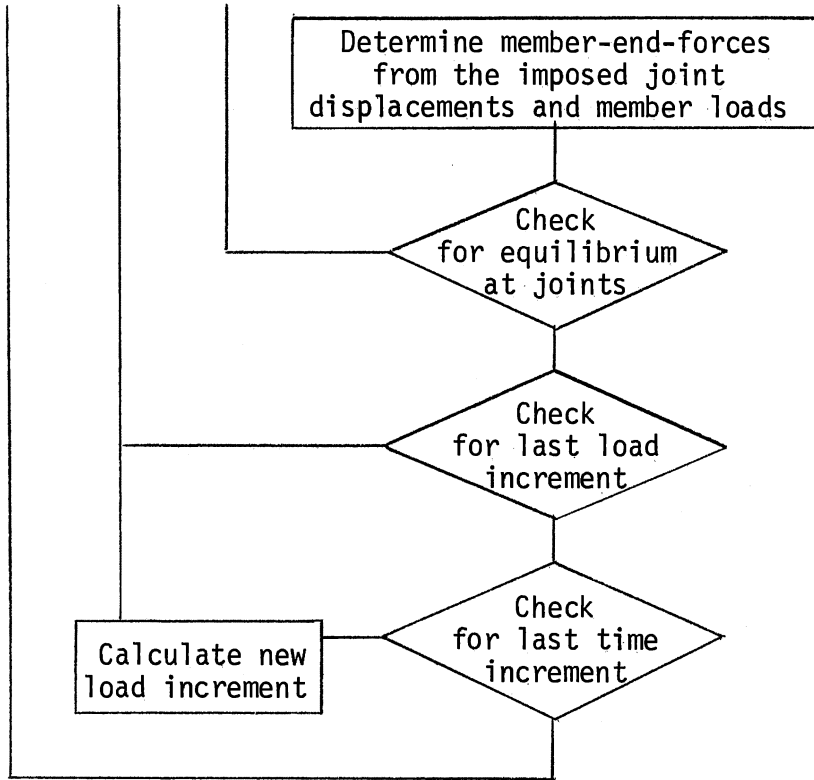 Determine member-end-forces
from the imposed joint
displacements and member loads
Check
for equilibrium
at joints
Check
for last load
increment
Check
for last time
increment
Calculate new
load increment